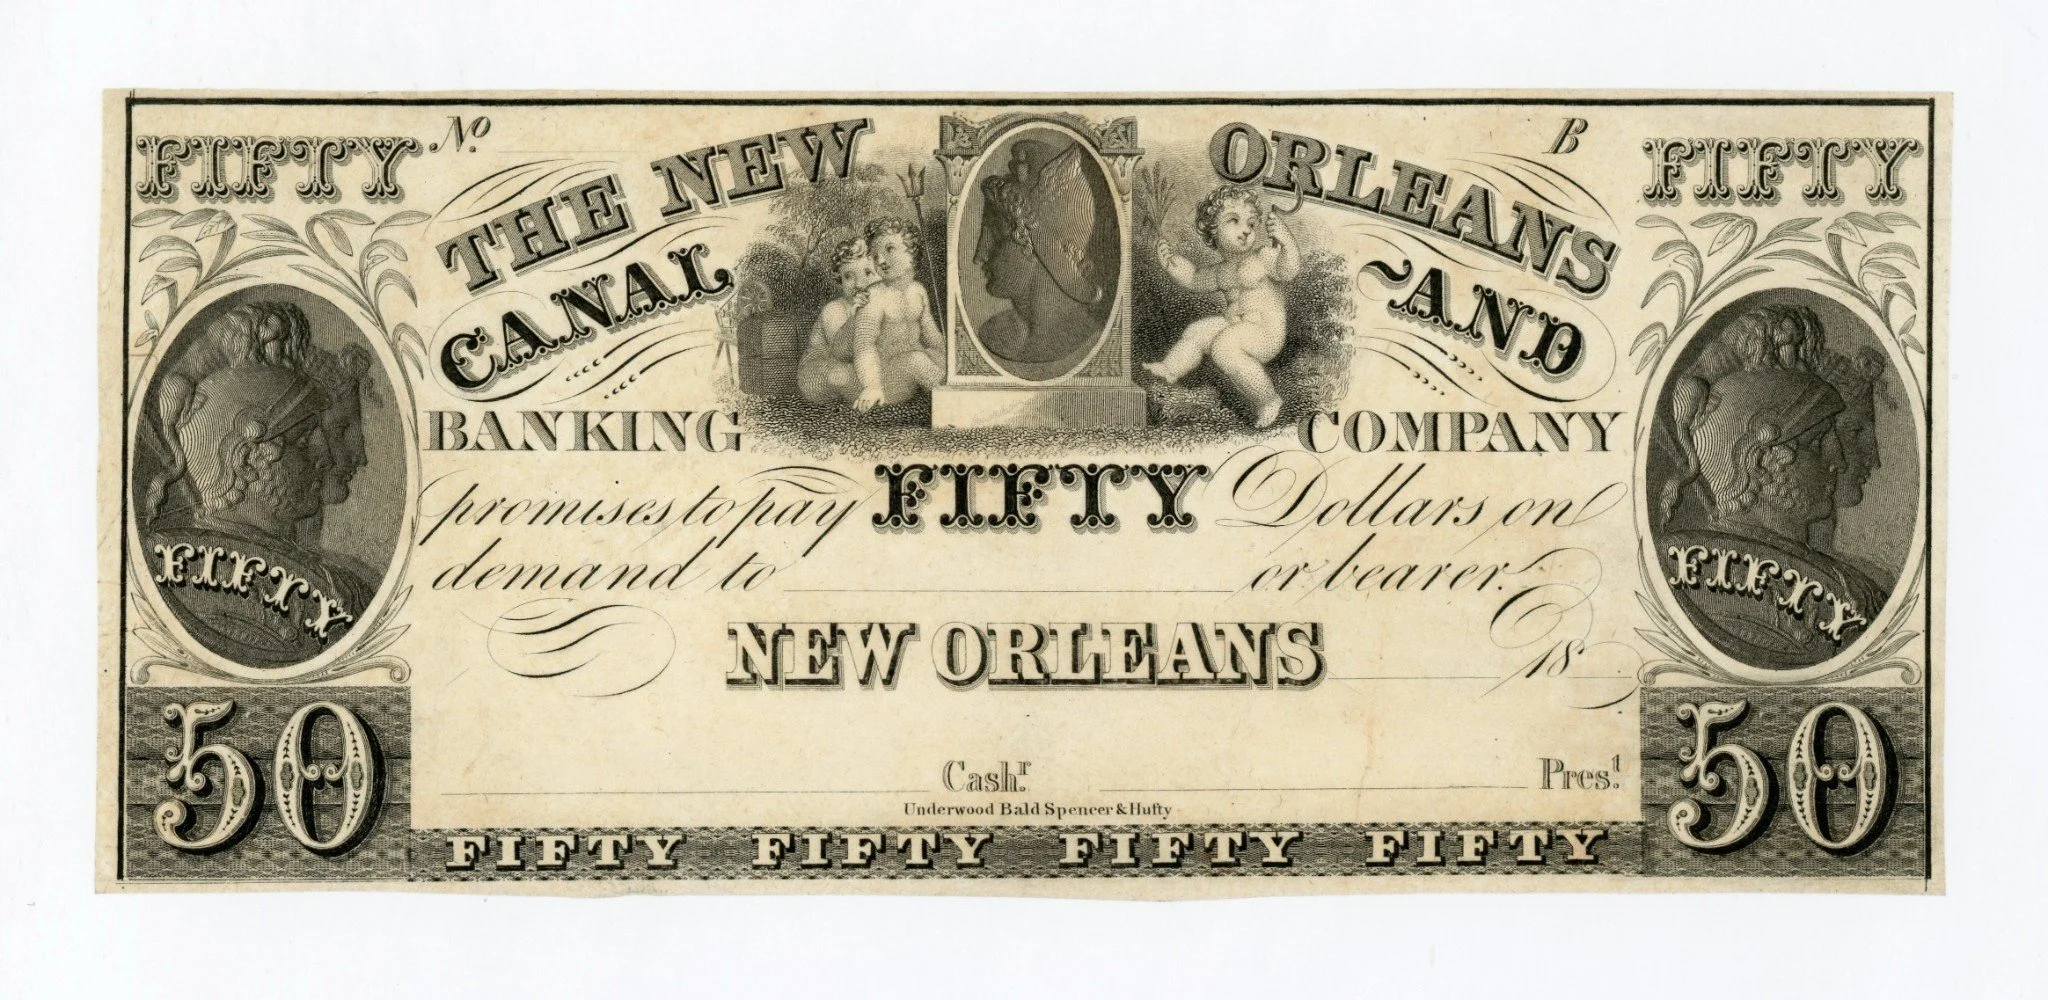 FIFTY No. B FIFTY
THE NEW ORLEANS
CANAL AND
BANKING COMPANY
promises to pay FIFTY Dollars on
demand to or bearer.
FIFTY FIFTY
NEW ORLEANS 18
50 50
Cashr. Prest.
Underwood Bald Spencer & Hufty
FIFTY FIFTY FIFTY FIFTY